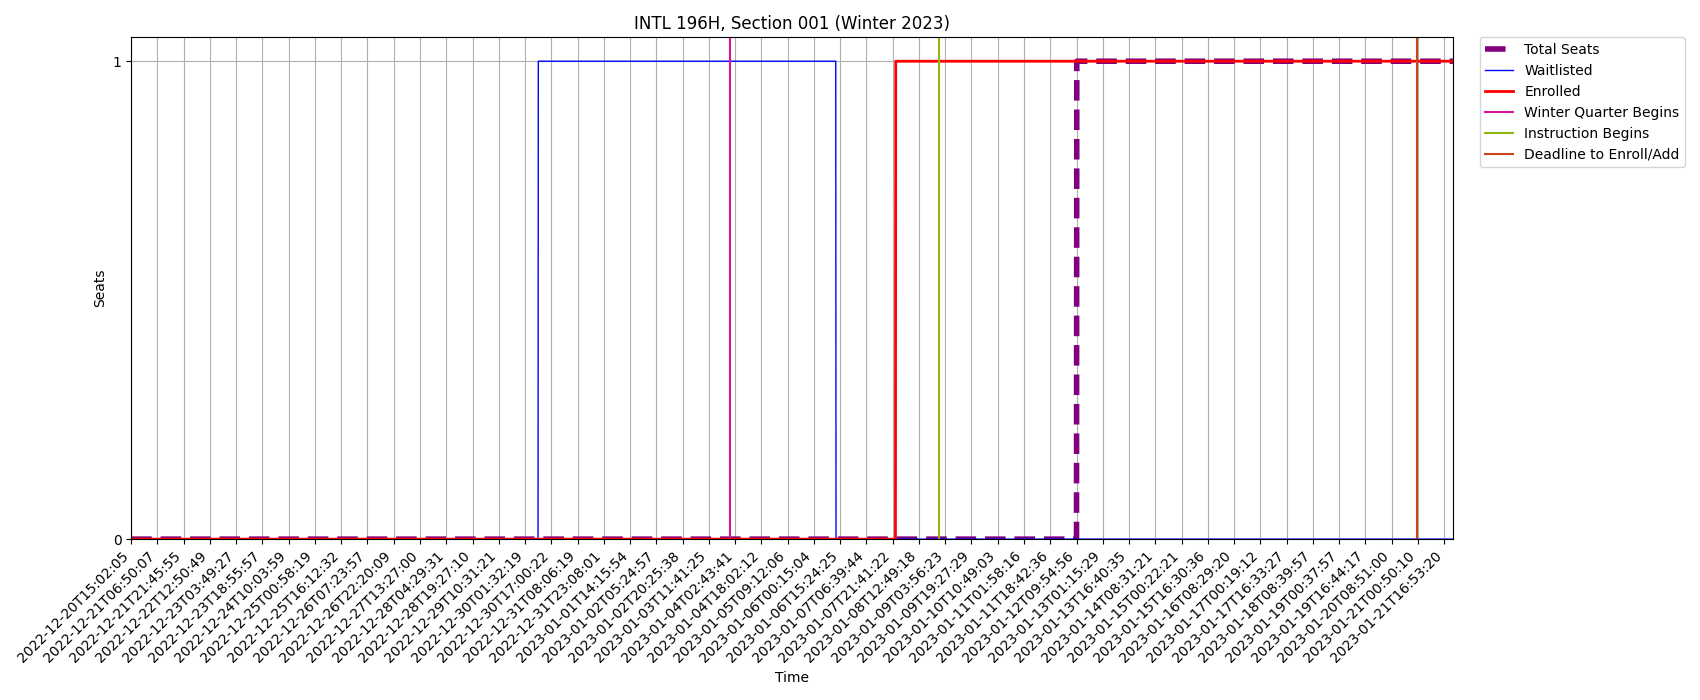 INTL 196H, Section 001 (Winter 2023)
Total Seats
Waitlisted
Enrolled
Winter Quarter Begins
Instruction Begins
Deadline to Enroll/Add
Seats
1
0
2022-12-20T15:02:05
2022-12-21T06:50:07
2022-12-21T21:45:55
2022-12-22T12:50:49
2022-12-23T03:49:27
2022-12-23T18:55:57
2022-12-24T10:03:59
2022-12-25T00:58:19
2022-12-25T16:12:32
2022-12-26T07:23:57
2022-12-26T22:20:09
2022-12-27T13:27:00
2022-12-28T04:29:31
2022-12-28T19:27:10
2022-12-29T10:31:21
2022-12-30T01:32:19
2022-12-30T17:00:22
2022-12-31T08:06:19
2022-12-31T23:08:01
2023-01-01T14:15:54
2023-01-02T05:24:57
2023-01-02T20:25:38
2023-01-03T11:41:25
2023-01-04T02:43:41
2023-01-04T18:02:12
2023-01-05T09:12:06
2023-01-06T00:15:04
2023-01-06T15:24:25
2023-01-07T06:39:44
2023-01-07T21:41:22
2023-01-08T12:49:18
2023-01-09T03:56:23
2023-01-09T19:27:29
2023-01-10T10:49:03
2023-01-11T01:58:16
2023-01-11T18:42:36
2023-01-12T09:54:56
2023-01-13T01:15:29
2023-01-13T16:40:35
2023-01-14T08:31:21
2023-01-15T00:22:21
2023-01-15T16:30:36
2023-01-16T08:29:20
2023-01-17T00:19:12
2023-01-17T16:33:27
2023-01-18T08:39:57
2023-01-19T00:37:57
2023-01-19T16:44:17
2023-01-20T08:51:00
2023-01-21T00:50:10
2023-01-21T16:53:20
Time